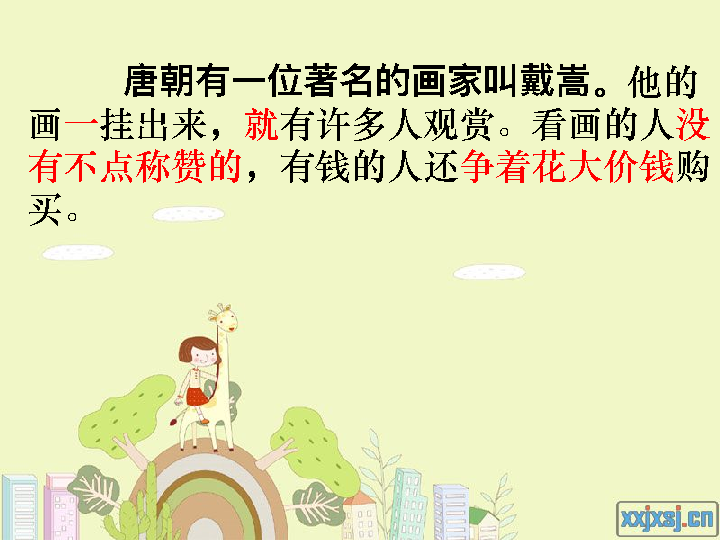 唐朝有一位著名的画家叫戴嵩。他的
画一挂出来，就有许多人观赏。看画的人没
有不点称赞的，有钱的人还争着花大价钱购
买。
xxjxsj.cn